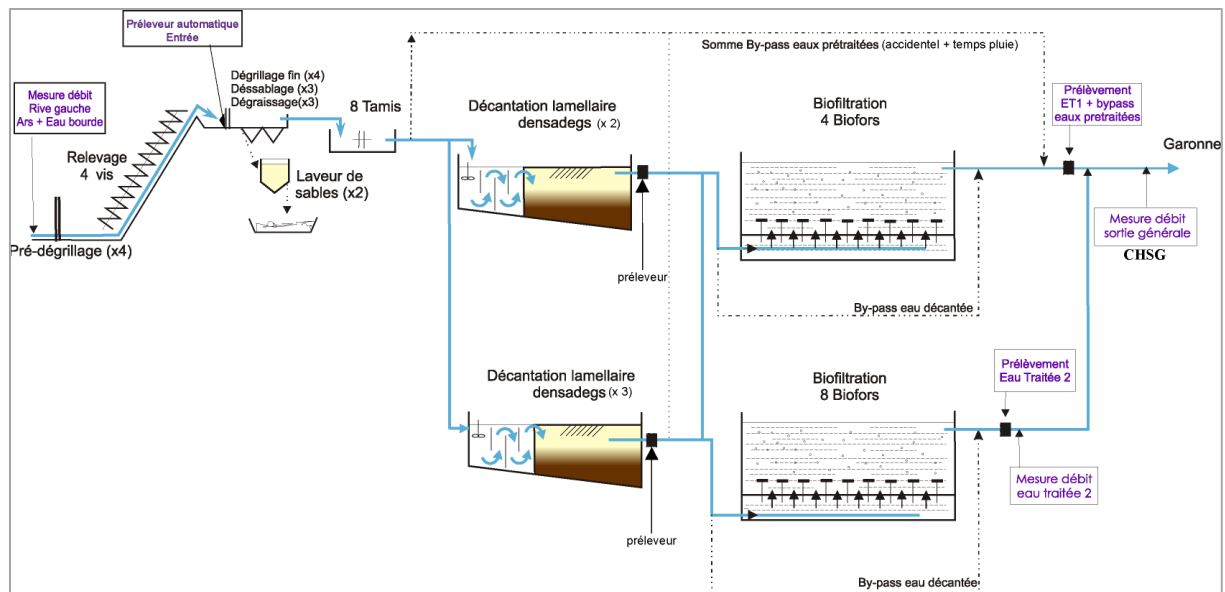 Préleveur automatique
Entrée
Mesure débit
Rive gauche
Ars + Eau bourde
Relevage
4 vis
Pré-dégrillage (x4)
Dégrillage fin (x4)
Déssablage (x3)
Dégraissage(x3)
Laveur de
sables (x2)
8 Tamis
Somme By-pass eaux prétraitées (accidentel + temps pluie)
Décantation lamellaire
densadegs (x 2)
préleveur
Biofiltration
4 Biofors
By-pass eau décantée
Prélèvement
ET1 + bypass
eaux pretraitées
Garonne
Mesure débit
sortie générale
CHSG
Décantation lamellaire
densadegs (x 3)
préleveur
Biofiltration
8 Biofors
By-pass eau décantée
Prélèvement
Eau Traitée 2
Mesure débit
eau traitée 2